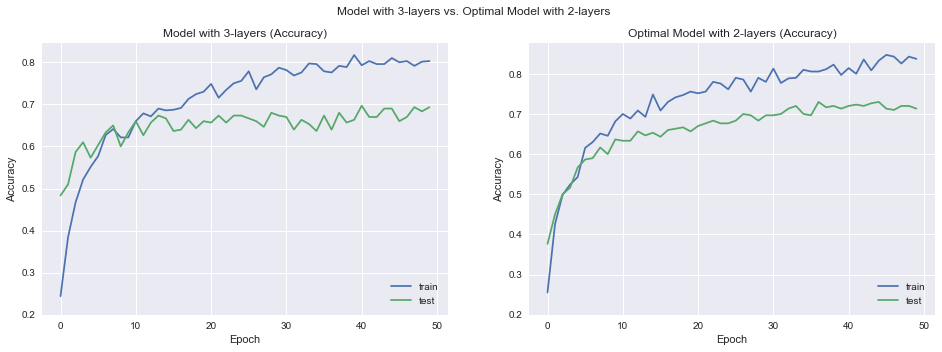 Model with 3-layers vs. Optimal Model with 2-layers
Model with 3-layers (Accuracy)
Accuracy
0.8
0.7
0.6
0.5
0.4
0.3
0.2
0
10
20
30
40
50
Epoch
train
test
Optimal Model with 2-layers (Accuracy)
Accuracy
0.8
0.7
0.6
0.5
0.4
0.3
0.2
0
10
20
30
40
50
Epoch
train
test